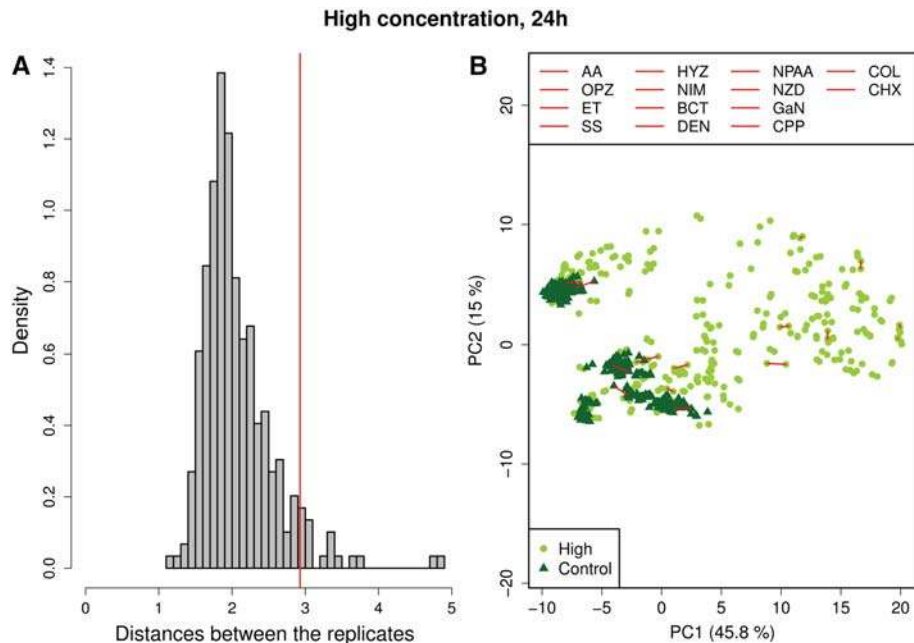 High concentration, 24h
A
Density
0.0
0.2
0.4
0.6
0.8
1.0
1.2
1.4
0 1 2 3 4 5
Distances between the replicates
B
AA HYZ NPAA COL
OPZ NIM NZD CHX
ET BCT GaN
SS DEN CPP
PC2 (15 %)
20
10
0
−10
−20
High
Control
−10 −5 0 5 10 15 20
PC1 (45.8 %)